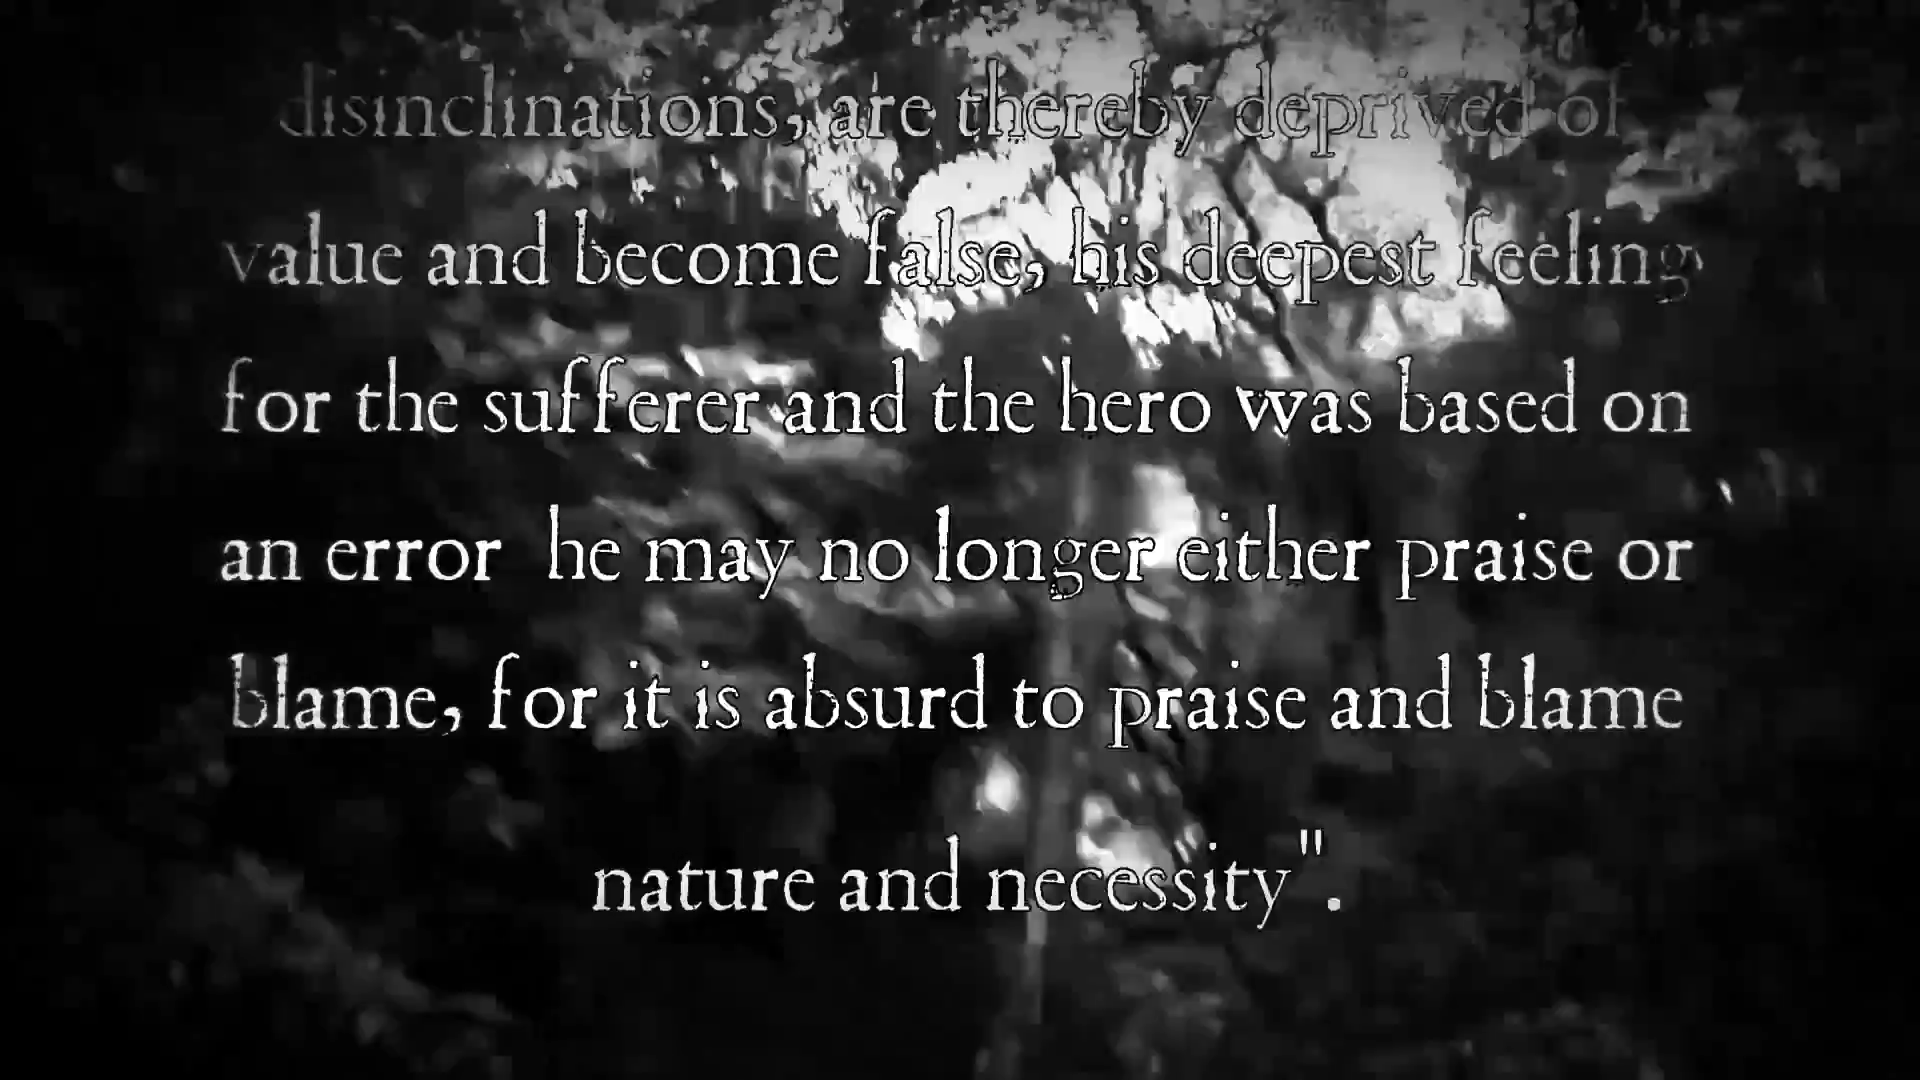 disinclinations, are thereby deprived of
value and become false, his deepest feeling
for the sufferer and the hero was based on
an error he may no longer either praise or
blame, for it is absurd to praise and blame
nature and necessity".